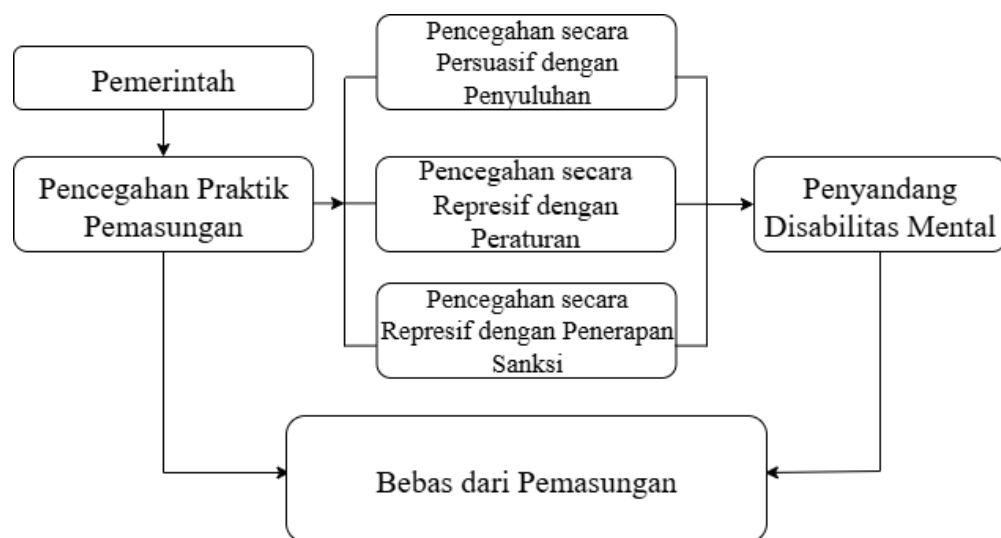 Pemerintah
Pencegahan Praktik
Pemasungan
Pencegahan secara
Persuasif dengan
Penyuluhan
Pencegahan secara
Represif dengan
Peraturan
Pencegahan secara
Represif dengan Penerapan
Sanksi
Penyandang
Disabilitas Mental
Bebas dari Pemasungan